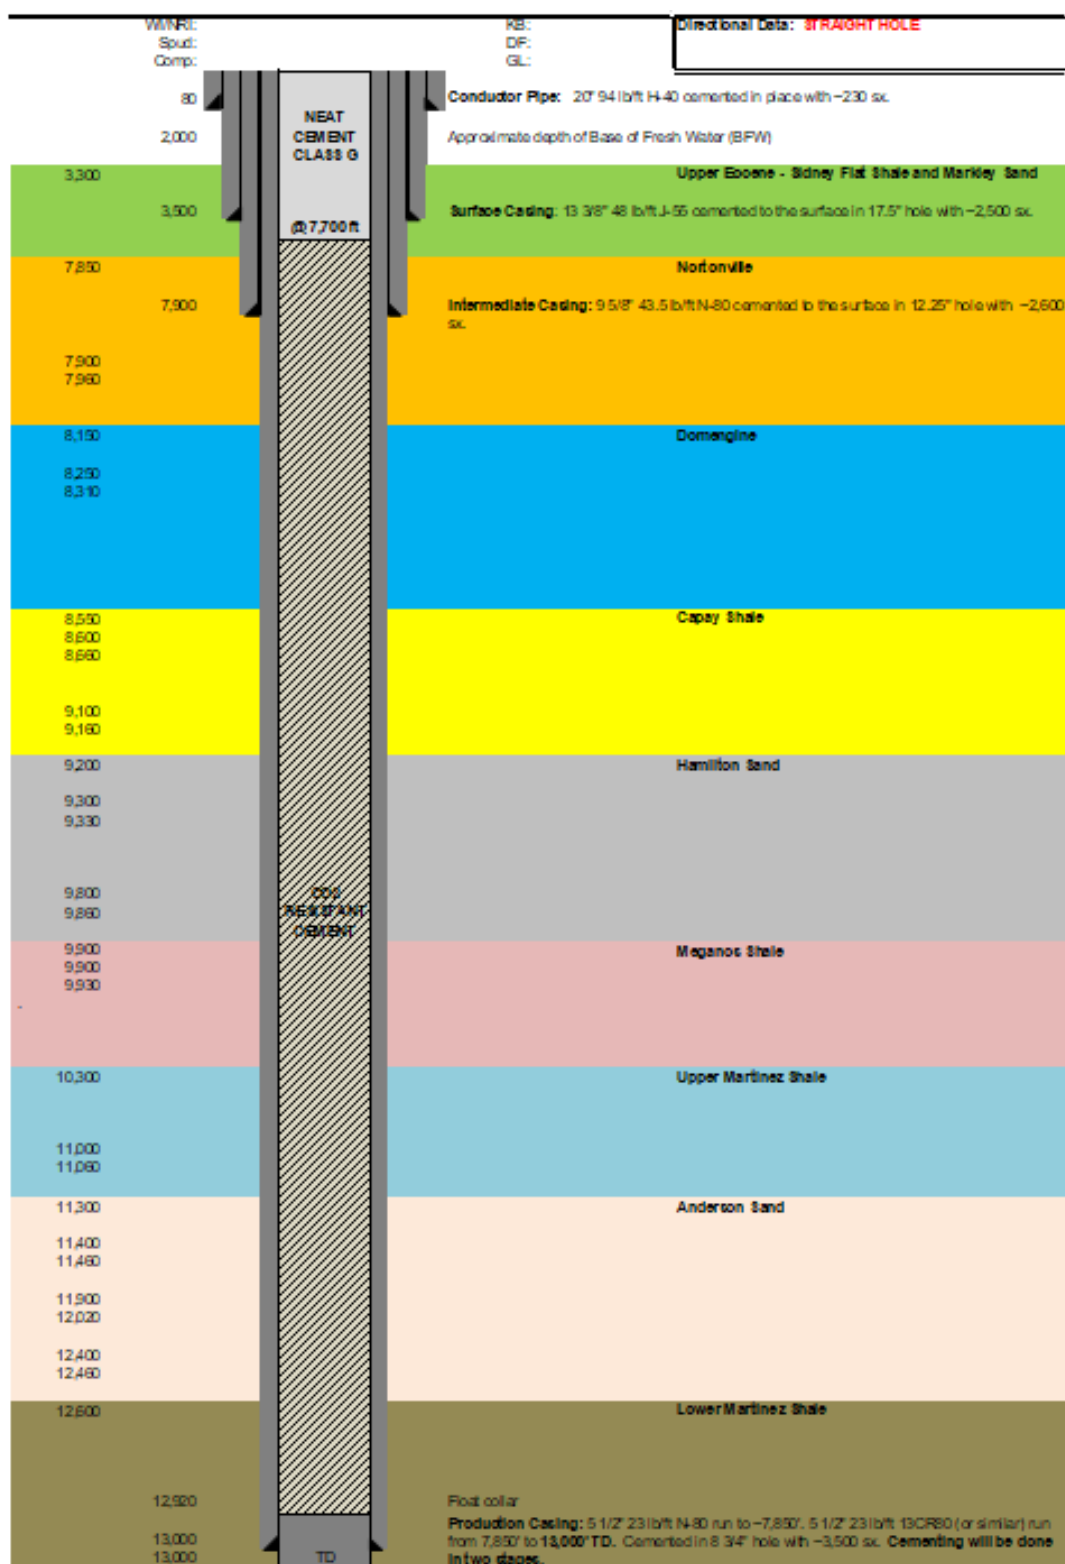 WI/NRI: KB: Directional Data: STRAIGHT HOLE
Spud: DF:
Comp: GL:
80 Conductor Pipe: 20" 94 lb/ft H-40 cemented in place with ~230 sx.
NEAT
CEMENT
CLASS G
2,000 Approximate depth of Base of Fresh Water (BFW)
3,300 Upper Eocene - Sidney Flat Shale and Markley Sand
3,500 Surface Casing: 13 3/8" 48 lb/ft J-55 cemented to the surface in 17.5" hole with ~2,500 sx.
@ 7,700 ft
7,850 Nortonville
7,900 Intermediate Casing: 9 5/8" 43.5 lb/ft N-80 cemented to the surface in 12.25" hole with ~2,600
sx.
7,900
7,960
8,150 Domengine
8,250
8,310
8,550 Capay Shale
8,600
8,660
9,100
9,160
9,200 Hamilton Sand
9,300
9,330
9,800
9,860
CO2
RESISTANT
CEMENT
9,900 Meganos Shale
9,900
9,930
10,300 Upper Martinez Shale
11,000
11,060
11,300 Anderson Sand
11,400
11,460
11,900
12,020
12,400
12,460
12,600 Lower Martinez Shale
12,920 Float collar
Production Casing: 5 1/2" 23 lb/ft N-80 run to ~7,850'. 5 1/2" 23 lb/ft 13CR80 (or similar) run
13,000 from 7,850' to 13,000' TD. Cemented in 8 3/4" hole with ~3,500 sx. Cementing will be done
13,000 TD in two stages.